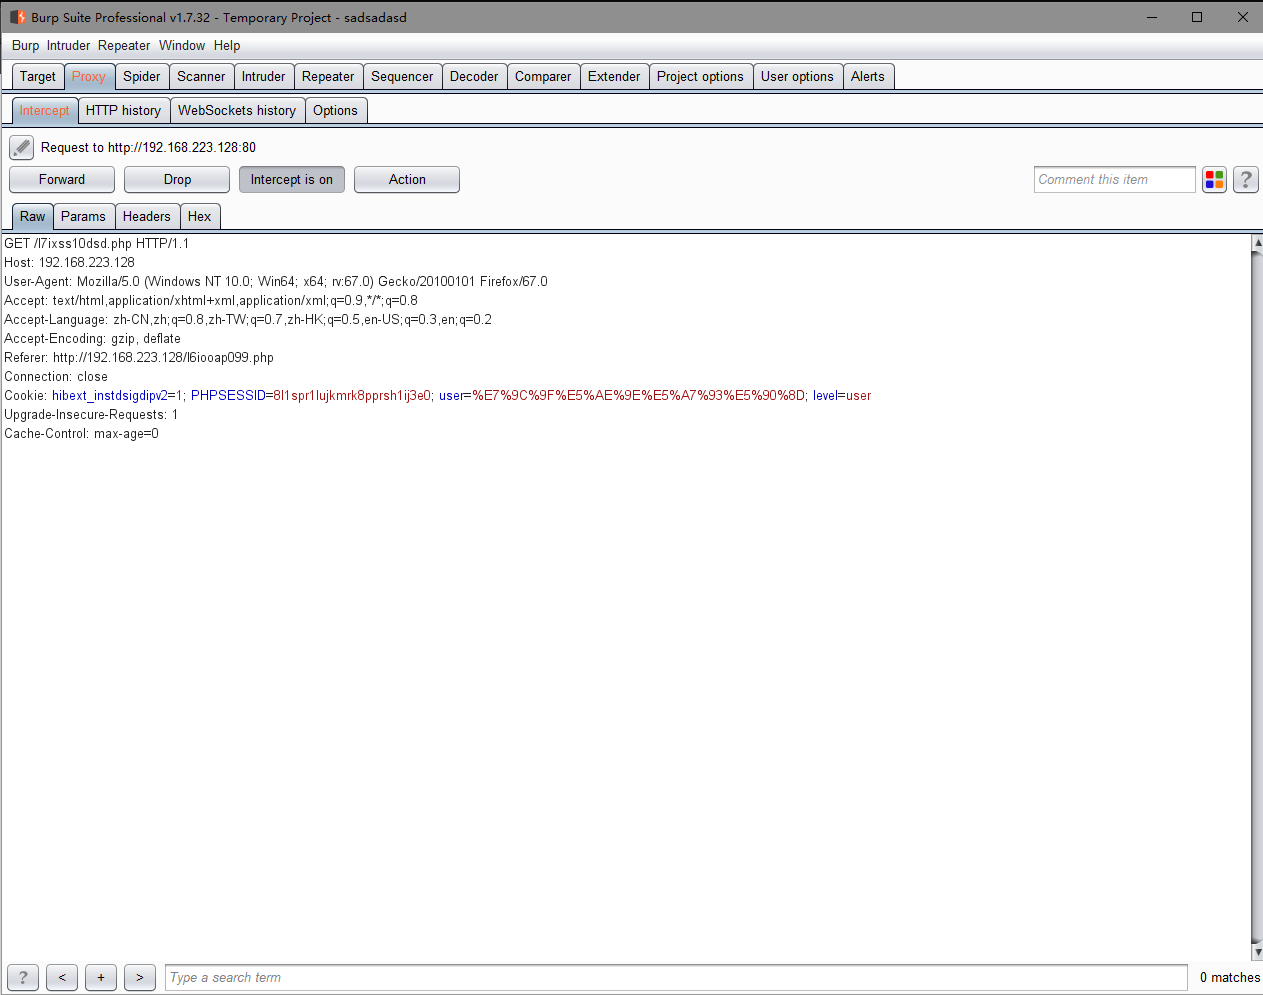 Burp Suite Professional v1.7.32 - Temporary Project - sadsadasd
Burp Intruder Repeater Window Help
Target Proxy Spider Scanner Intruder Repeater Sequencer Decoder Comparer Extender Project options User options Alerts
Intercept HTTP history WebSockets history Options
Request to http://192.168.223.128:80
Forward Drop Intercept is on Action Comment this item ?
Raw Params Headers Hex
GET /l7ixss10dsd.php HTTP/1.1
Host: 192.168.223.128
User-Agent: Mozilla/5.0 (Windows NT 10.0; Win64; x64; rv:67.0) Gecko/20100101 Firefox/67.0
Accept: text/html,application/xhtml+xml,application/xml;q=0.9,*/*;q=0.8
Accept-Language: zh-CN,zh;q=0.8,zh-TW;q=0.7,zh-HK;q=0.5,en-US;q=0.3,en;q=0.2
Accept-Encoding: gzip, deflate
Referer: http://192.168.223.128/l6iooap099.php
Connection: close
Cookie: hibext_instdsigdipv2=1; PHPSESSID=8l1spr1lujkmrk8pprsh1ij3e0; user=%E7%9C%9F%E5%AE%9E%E5%A7%93%E5%90%8D; level=user
Upgrade-Insecure-Requests: 1
Cache-Control: max-age=0
? < + > Type a search term 0 matches